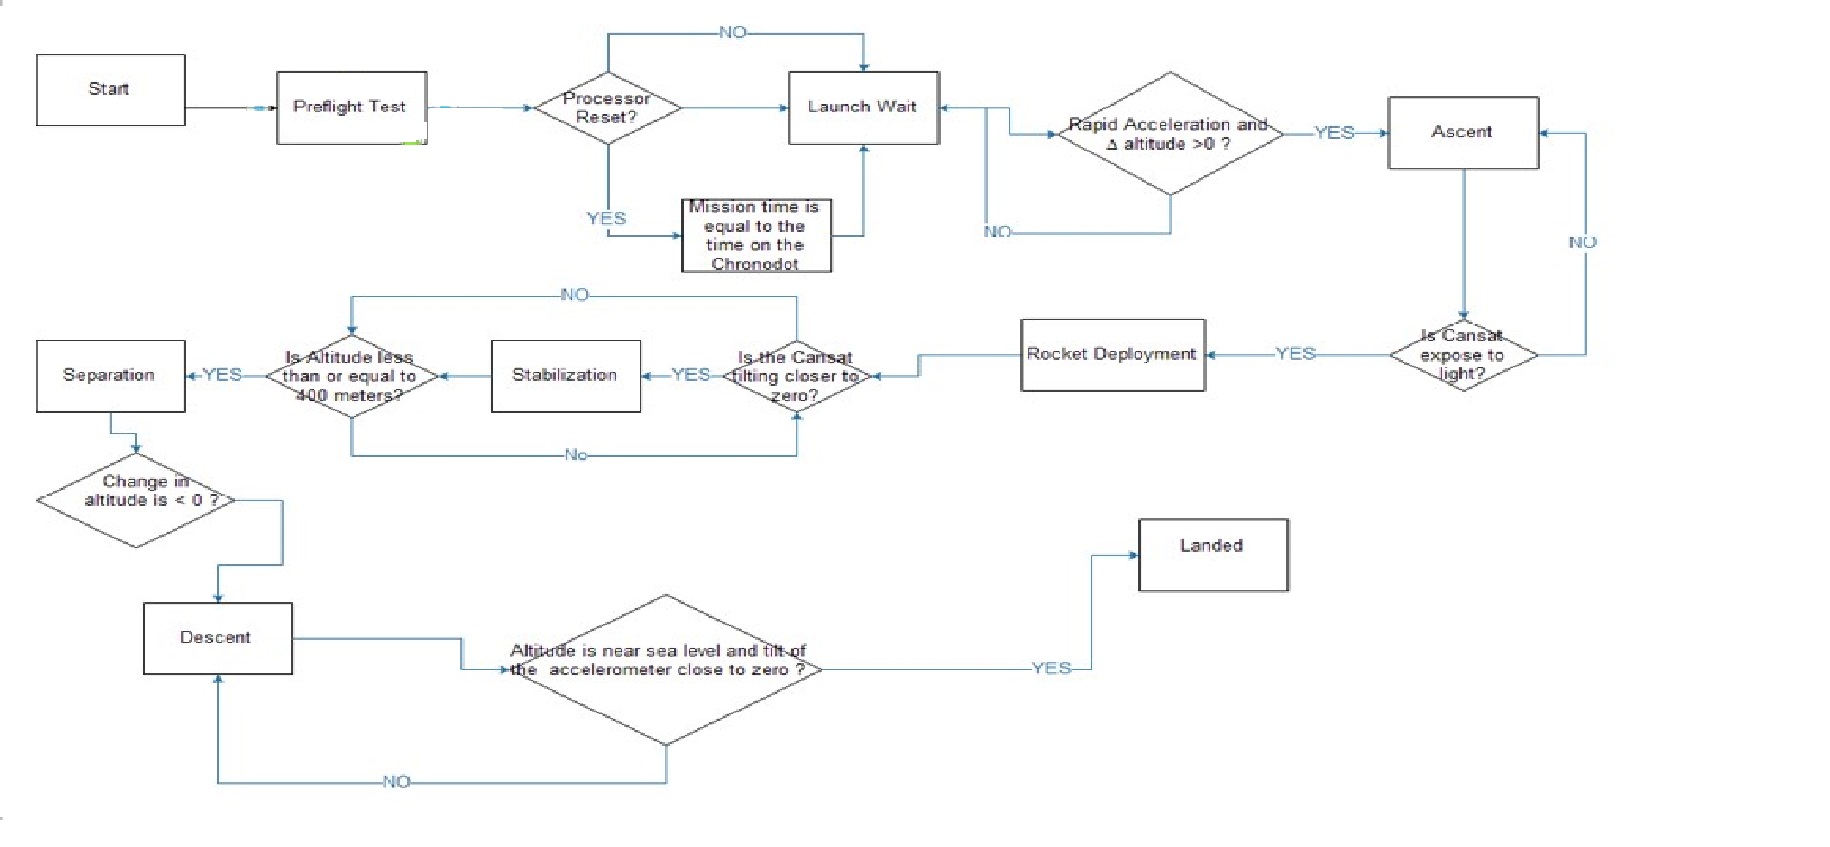 NO
Start
Preflight Test
Processor
Reset?
Launch Wait
Rapid Acceleration and
Δ altitude >0 ?
YES
Ascent
YES
Mission time is
equal to the
time on the
Chronodot
NO
NO
NO
Is Cansat
expose to
light?
YES
Rocket Deployment
Is the Cansat
tilting closer to
zero?
YES
Stabilization
Is Altitude less
than or equal to
400 meters?
YES
Separation
No
Change in
altitude is < 0 ?
Landed
Descent
Altitude is near sea level and tilt of
the accelerometer close to zero ?
YES
NO